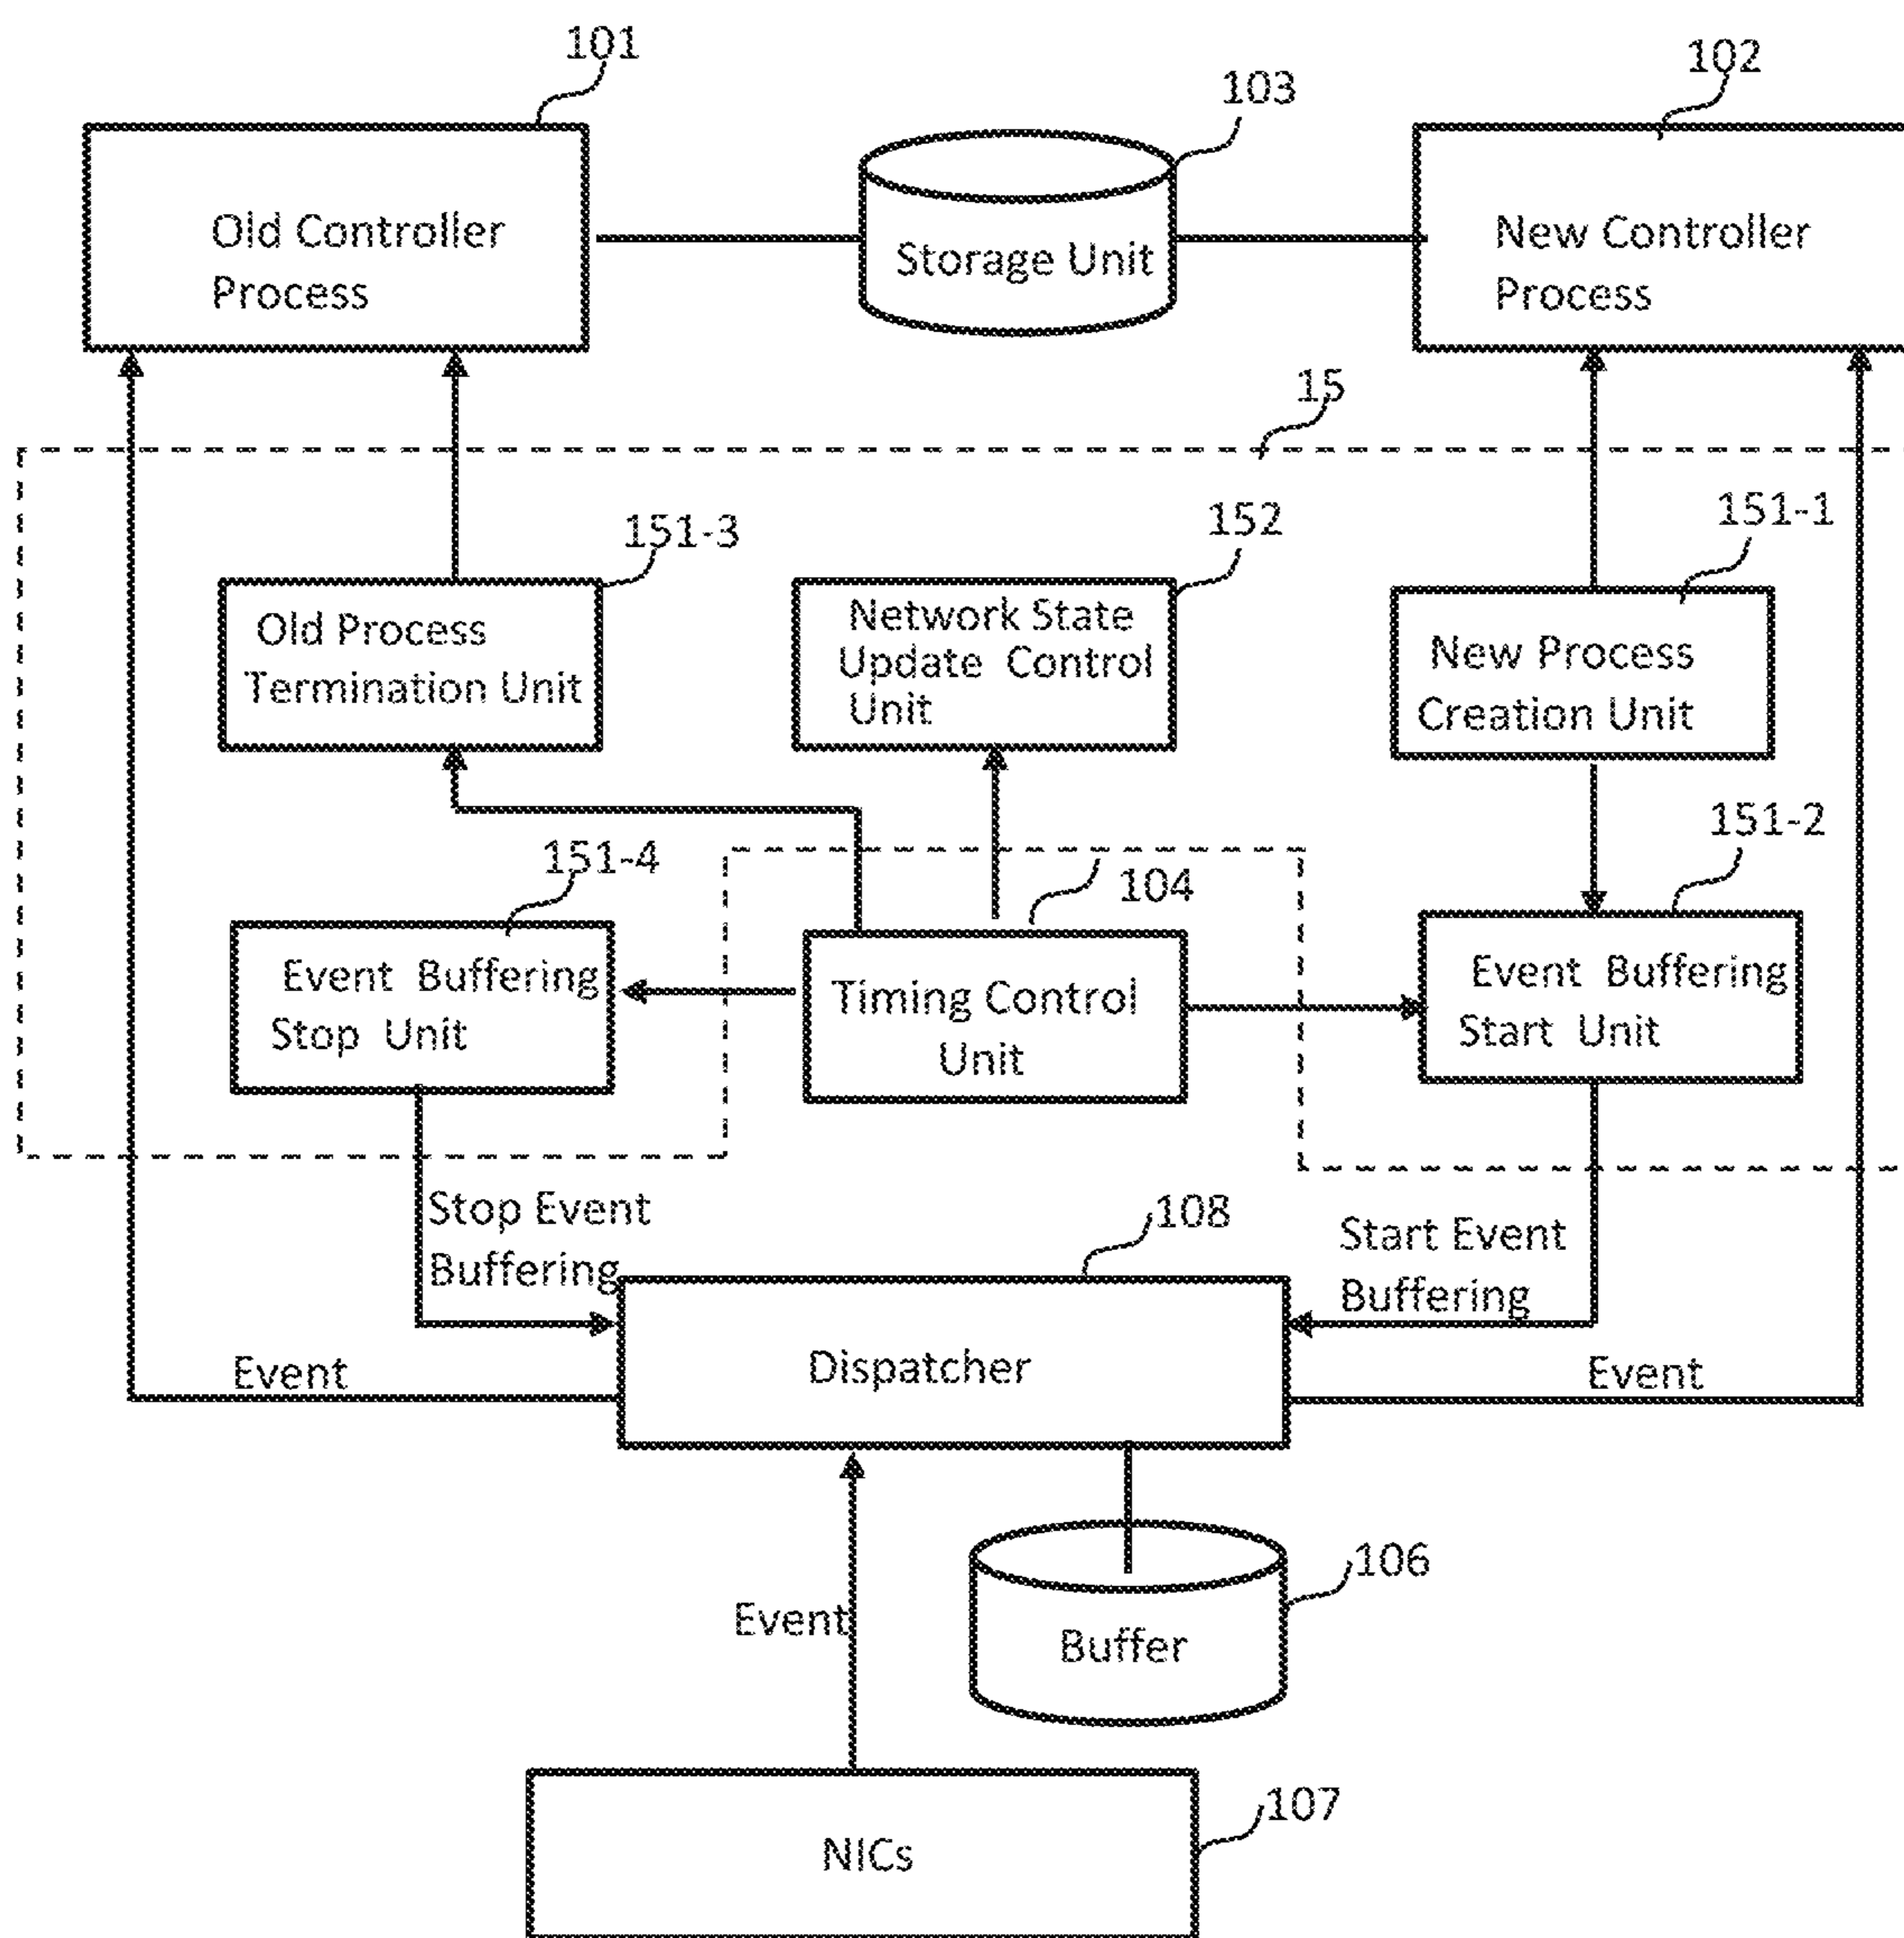 101
102
103
Old Controller
Process
Storage Unit
New Controller
Process
15
151-3
152
151-1
Old Process
Termination Unit
Network State
Update Control
Unit
New Process
Creation Unit
151-4
104
151-2
Event Buffering
Stop Unit
Timing Control
Unit
Event Buffering
Start Unit
Stop Event
Buffering
108
Start Event
Buffering
Event
Dispatcher
Event
Event
106
Buffer
107
NICs